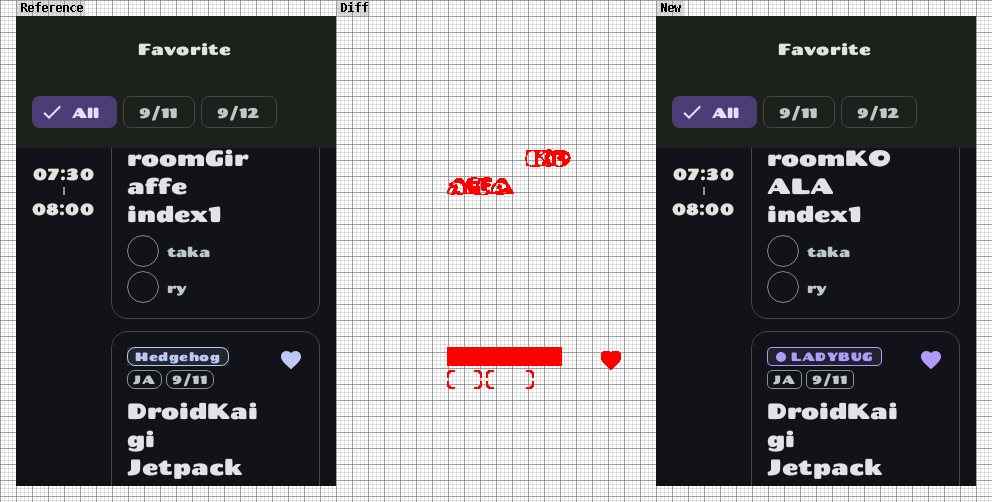 Reference
Diff
New
Favorite
All
9/11
9/12
07:30
08:00
roomGir
affe
index1
taka
ry
Hedgehog
JA
9/11
DroidKai
gi
Jetpack
Favorite
All
9/11
9/12
07:30
08:00
roomKO
ALA
index1
taka
ry
LADYBUG
JA
9/11
DroidKai
gi
Jetpack